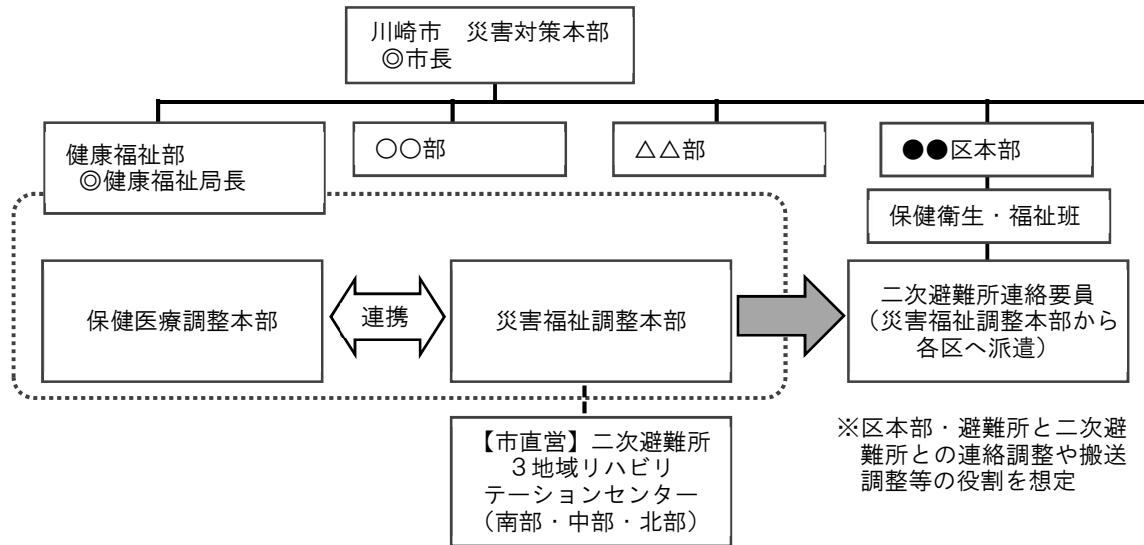 川崎市　災害対策本部
◎市長
健康福祉部
◎健康福祉局長
○○部
△△部
●●区本部
保健衛生・福祉班
保健医療調整本部
連携
災害福祉調整本部
二次避難所連絡要員
（災害福祉調整本部から
各区へ派遣）
【市直営】二次避難所
３地域リハビリ
テーションセンター
（南部・中部・北部）
※区本部・避難所と二次避
難所との連絡調整や搬送
調整等の役割を想定